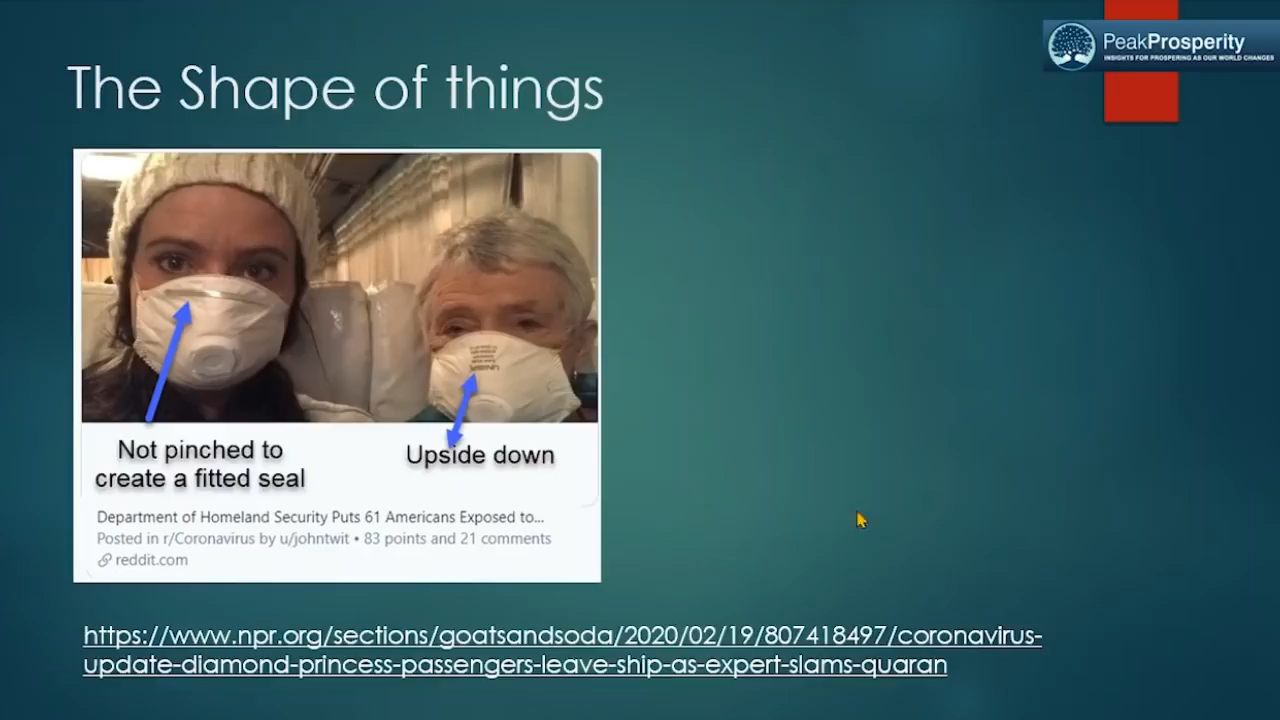 PeakProsperity
INSIGHTS FOR PROSPERING AS OUR WORLD CHANGES
The Shape of things
Not pinched to
create a fitted seal
Upside down
Department of Homeland Security Puts 61 Americans Exposed to...
Posted in r/Coronavirus by u/johntwit • 83 points and 21 comments
reddit.com
https://www.npr.org/sections/goatsandsoda/2020/02/19/807418497/coronavirus-
update-diamond-princess-passengers-leave-ship-as-expert-slams-quaran